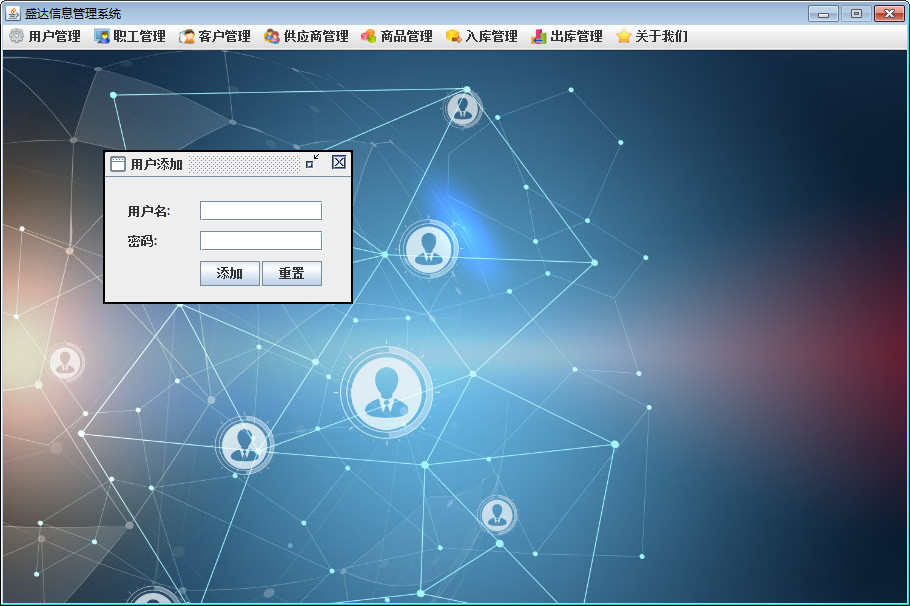 盛达信息管理系统
用户管理 职工管理 客户管理 供应商管理 商品管理 入库管理 出库管理 关于我们
用户添加
用户名:
密码:
添加 重置